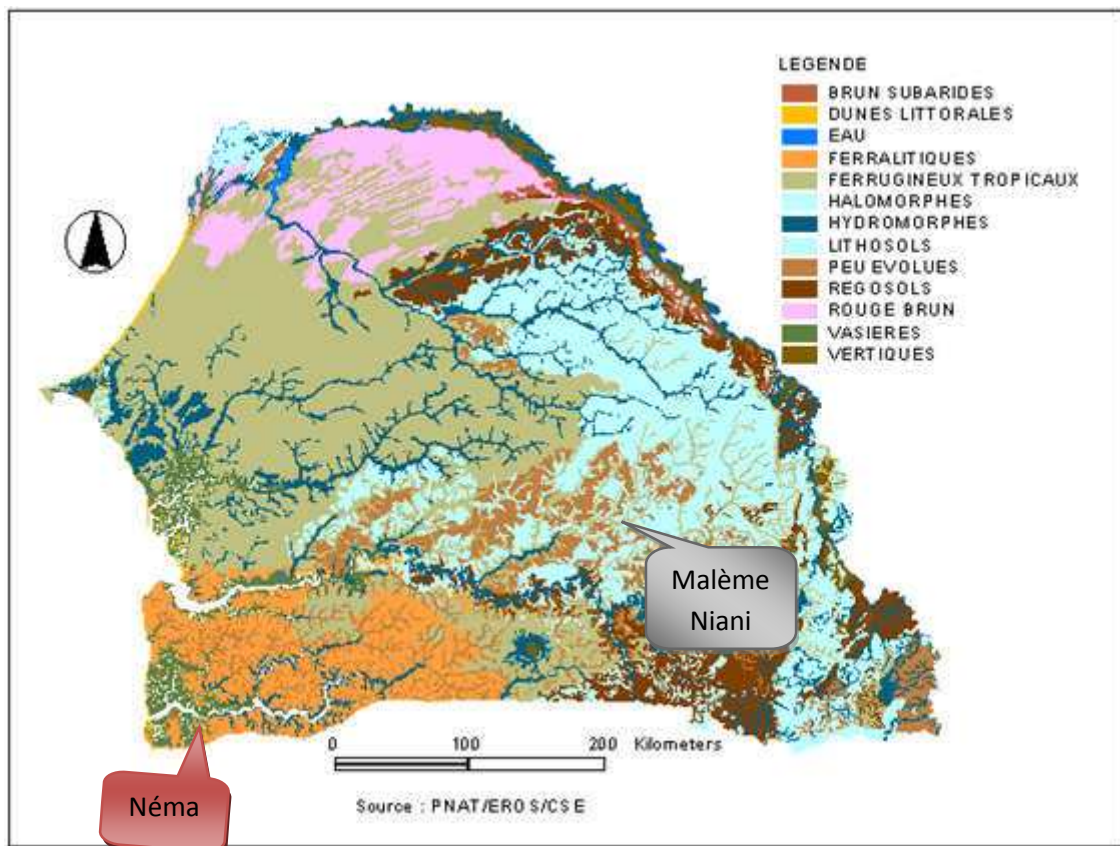 LEGENDE
BRUN SUBARIDES
DUNES LITTORALES
EAU
FERRALITIQUES
FERRUGINEUX TROPICAUX
HALOMORPHES
HYDROMORPHES
LITHOSOLS
PEU EVOLUES
REGOSOLS
ROUGE BRUN
VASIERES
VERTIQUES
Malème
Niani
0 100 200 Kilometers
Néma
Source : PNAT/EROS/CSE